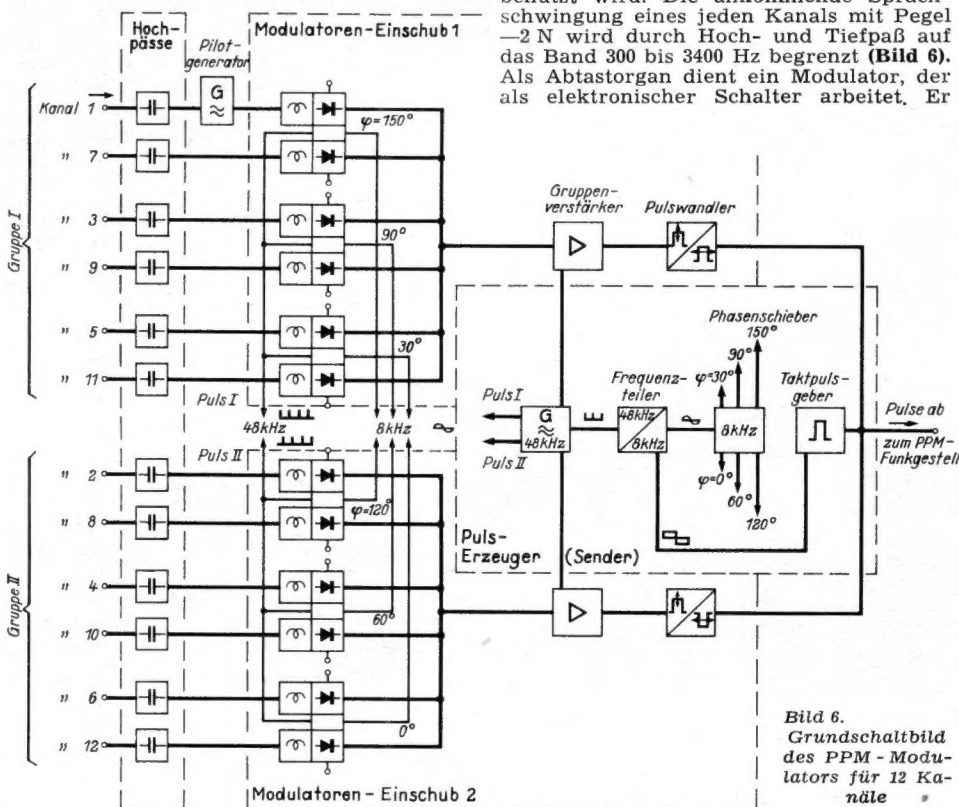 schwingung eines jeden Kanals mit Pegel
—2 N wird durch Hoch- und Tiefpaß auf
das Band 300 bis 3400 Hz begrenzt (Bild 6).
Als Abtastorgan dient ein Modulator, der
als elektronischer Schalter arbeitet. Er
Hoch-
pässe
Pilot-
generator
Modulatoren-Einschub 1
G
Kanal 1
φ=150°
" 7
" 3
90°
" 9
" 5
30°
" 11
Gruppe I
Puls I
48kHz
8kHz
Puls II
" 2
φ=120°
" 8
" 4
60°
" 10
" 6
0°
" 12
Gruppe II
Modulatoren - Einschub 2
Gruppen-
verstärker
Pulswandler
Phasenschieber
150°
90°
φ=30°
Frequenz-
teiler
Taktpuls-
geber
Puls I
G
48kHz
48kHz
8kHz
8kHz
Pulse ab
zum PPM-
Funkgestell
Puls II
φ=0°
60°
120°
Puls-
Erzeuger (Sender)
Bild 6.
Grundschaltbild
des PPM - Modu-
lators für 12 Ka-
näle